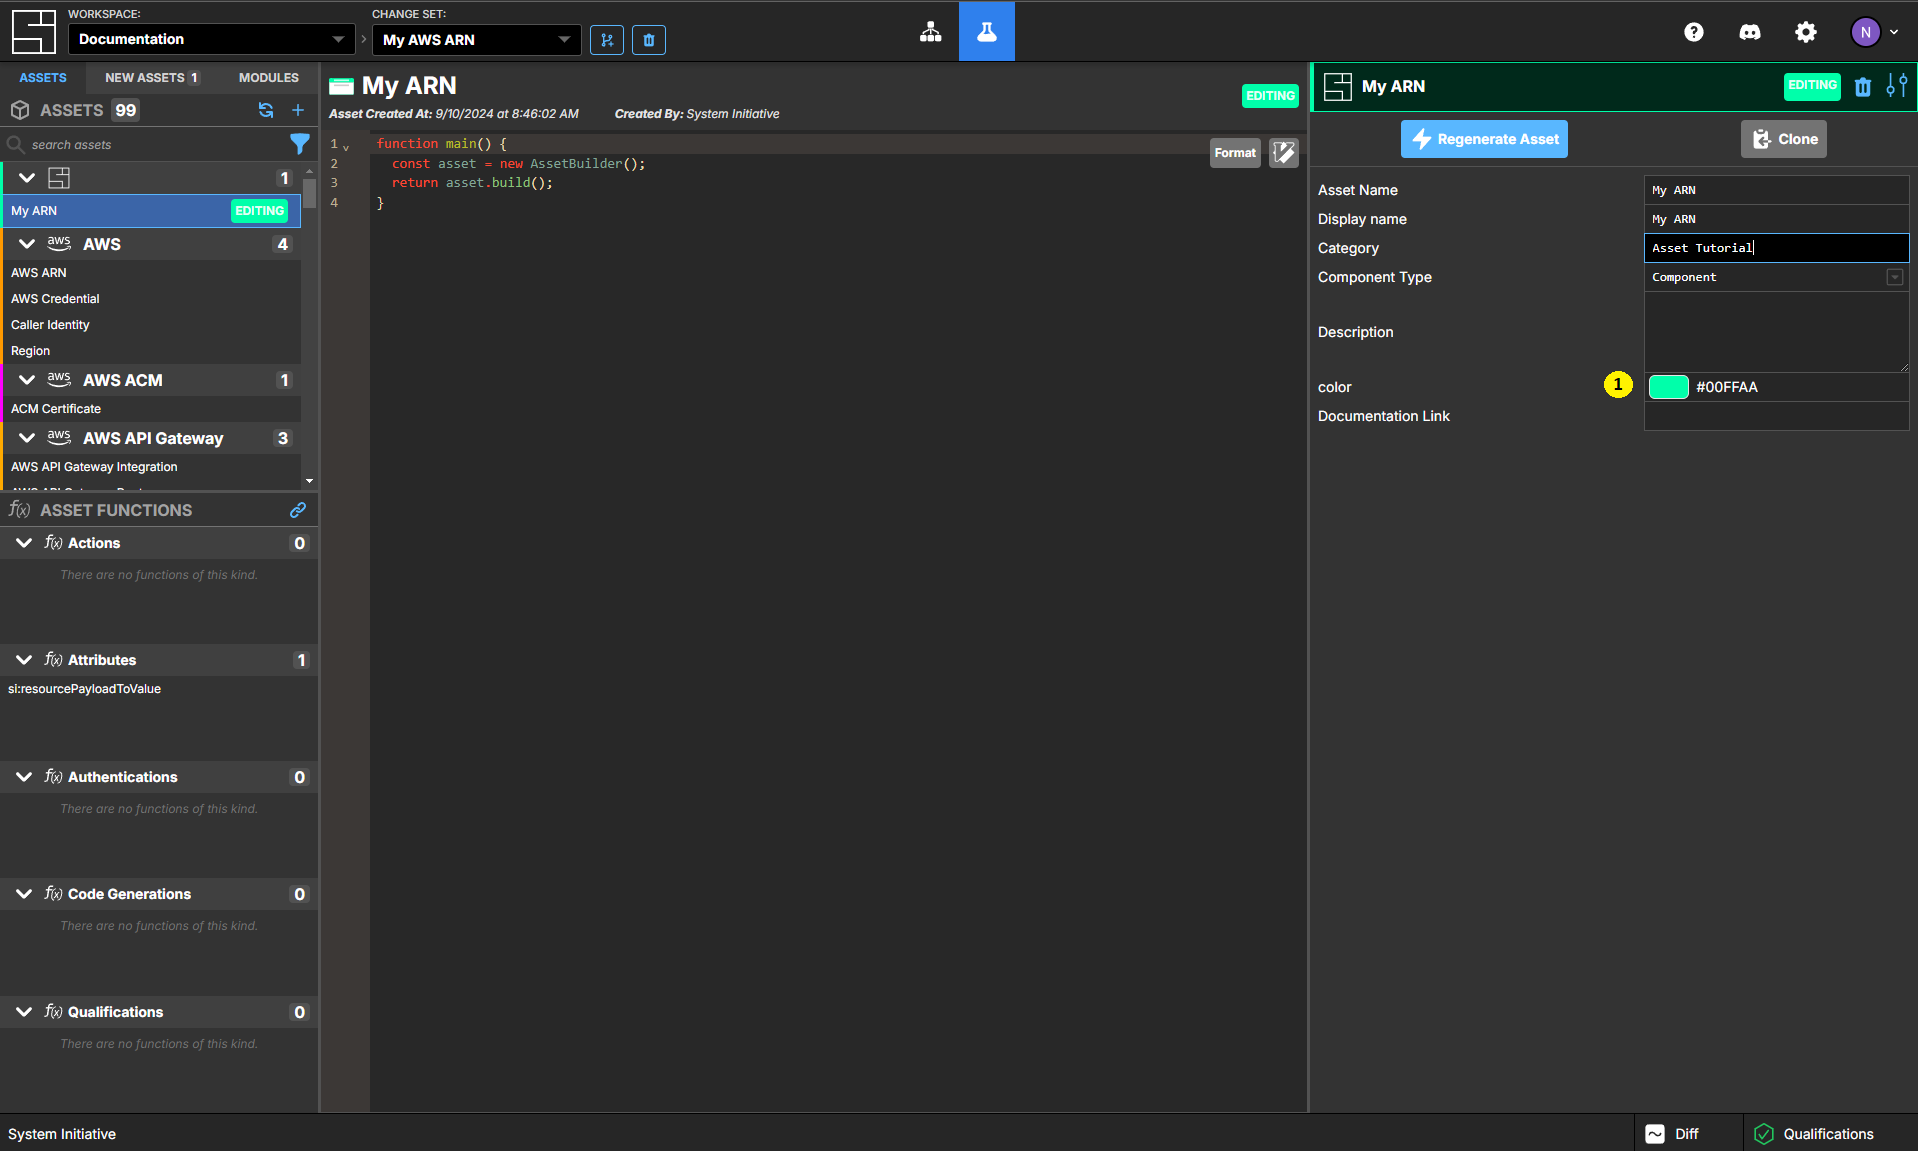 WORKSPACE:
Documentation
CHANGE SET:
My AWS ARN
N
ASSETS
NEW ASSETS 1
MODULES
ASSETS 99
search assets
1
My ARN
EDITING
aws AWS 4
AWS ARN
AWS Credential
Caller Identity
Region
aws AWS ACM 1
ACM Certificate
aws AWS API Gateway 3
AWS API Gateway Integration
f(x) ASSET FUNCTIONS
f(x) Actions 0
There are no functions of this kind.
f(x) Attributes 1
si:resourcePayloadToValue
f(x) Authentications 0
There are no functions of this kind.
f(x) Code Generations 0
There are no functions of this kind.
f(x) Qualifications 0
There are no functions of this kind.
My ARN
EDITING
Asset Created At: 9/10/2024 at 8:46:02 AM
Created By: System Initiative
1 function main() {
2 const asset = new AssetBuilder();
3 return asset.build();
4 }
Format
My ARN
EDITING
Regenerate Asset
Clone
Asset Name
My ARN
Display name
My ARN
Category
Asset Tutorial
Component Type
Component
Description
color
1
#00FFAA
Documentation Link
System Initiative
Diff
Qualifications